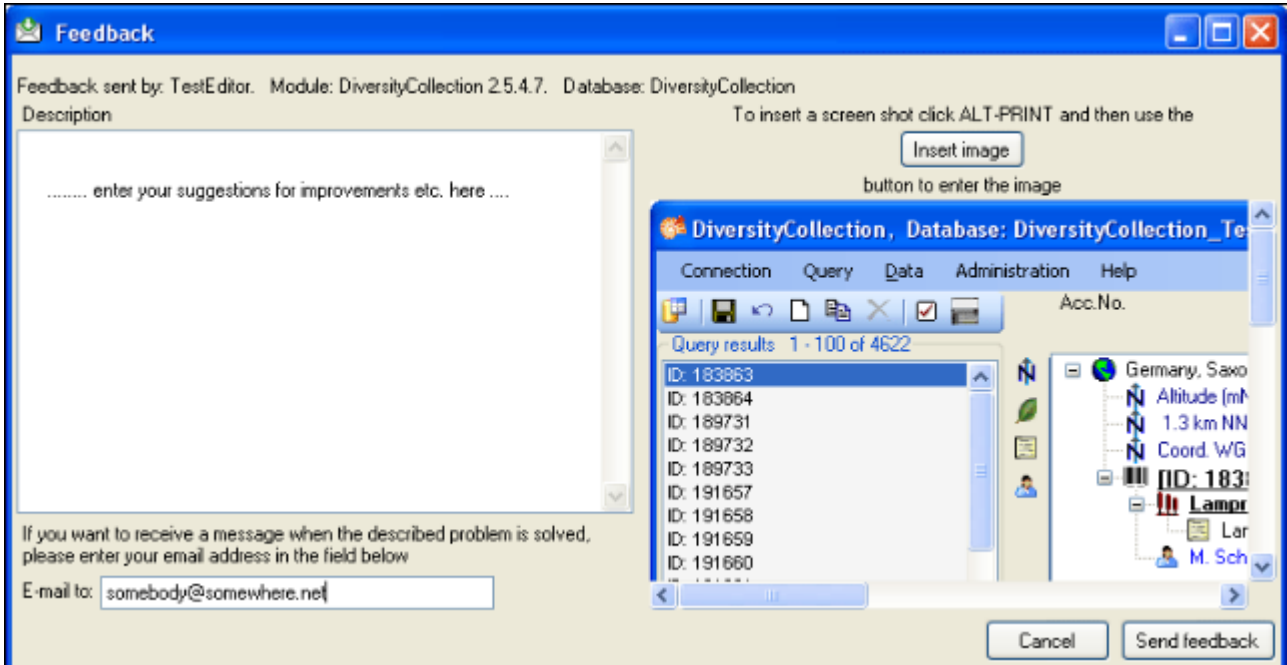 Feedback
Feedback sent by: TestEditor. Module: DiversityCollection 2.5.4.7. Database: DiversityCollection
Description
........ enter your suggestions for improvements etc. here ....
If you want to receive a message when the described problem is solved,
please enter your email address in the field below
E-mail to: somebody@somewhere.net
To insert a screen shot click ALT-PRINT and then use the
Insert image
button to enter the image
DiversityCollection, Database: DiversityCollection_Te
Connection Query Data Administration Help
Acc.No.
Query results 1 - 100 of 4622
ID: 183863
ID: 183864
ID: 189731
ID: 189732
ID: 189733
ID: 191657
ID: 191658
ID: 191659
ID: 191660
Germany, Saxo
Altitude (mN
1.3 km NN
Coord. WG
[ID: 183
Lampr
Lar
M. Sch
Cancel Send feedback